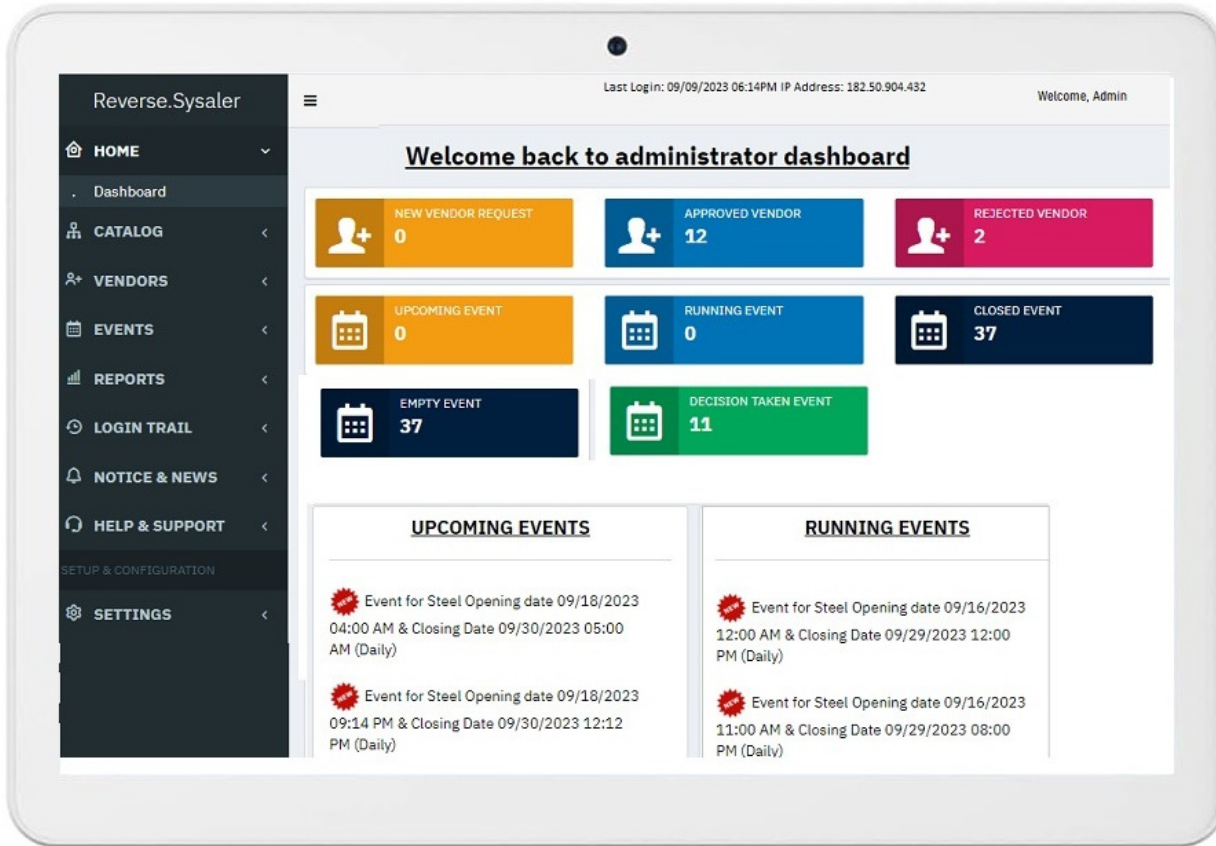 Reverse.Sysaler
Last Login: 09/09/2023 06:14PM IP Address: 182.50.904.432
Welcome, Admin
HOME
. Dashboard
CATALOG
VENDORS
EVENTS
REPORTS
LOGIN TRAIL
NOTICE & NEWS
HELP & SUPPORT
SETUP & CONFIGURATION
SETTINGS
Welcome back to administrator dashboard
NEW VENDOR REQUEST
0
APPROVED VENDOR
12
REJECTED VENDOR
2
UPCOMING EVENT
0
RUNNING EVENT
0
CLOSED EVENT
37
EMPTY EVENT
37
DECISION TAKEN EVENT
11
UPCOMING EVENTS
NEW Event for Steel Opening date 09/18/2023
04:00 AM & Closing Date 09/30/2023 05:00
AM (Daily)
NEW Event for Steel Opening date 09/18/2023
09:14 PM & Closing Date 09/30/2023 12:12
PM (Daily)
RUNNING EVENTS
NEW Event for Steel Opening date 09/16/2023
12:00 AM & Closing Date 09/29/2023 12:00
PM (Daily)
NEW Event for Steel Opening date 09/16/2023
11:00 AM & Closing Date 09/29/2023 08:00
PM (Daily)